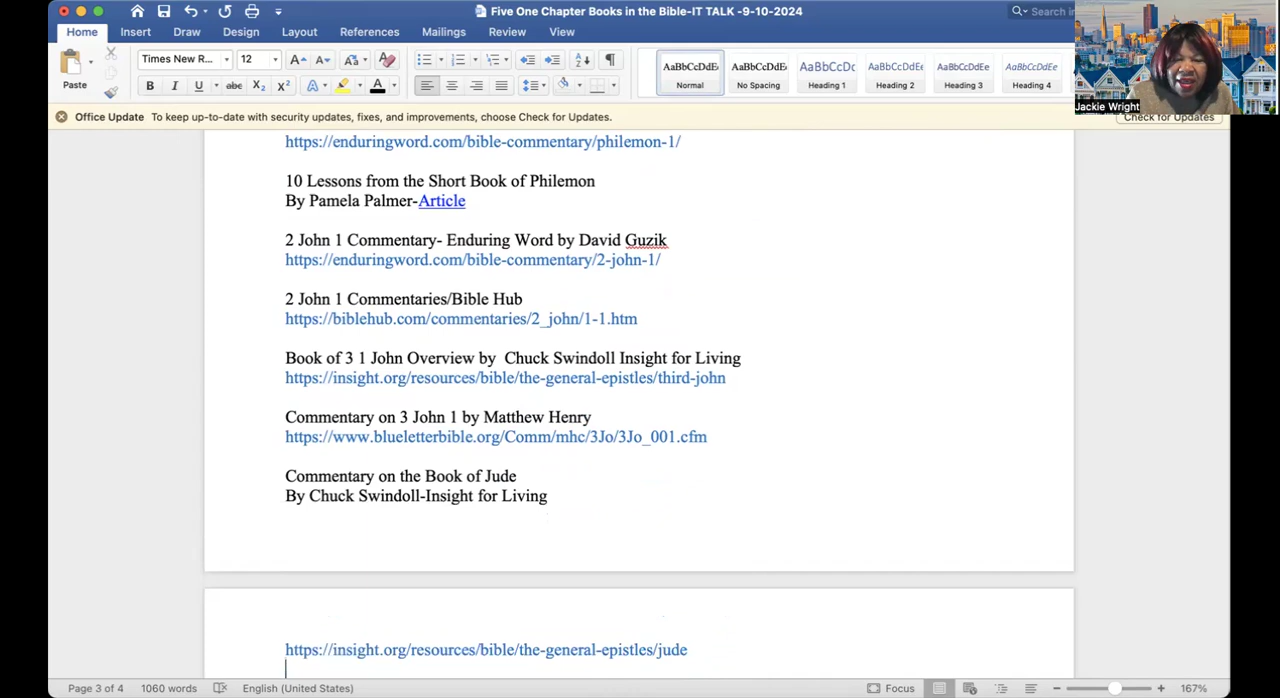 Five One Chapter Books in the Bible-IT TALK -9-10-2024
Search in
Home Insert Draw Design Layout References Mailings Review View
Paste
Times New R... 12
AaBbCcDdE AaBbCcDdE AaBbCcDc AaBbCcDdE AaBbCcDdEe AaBbCcDdEe
Normal No Spacing Heading 1 Heading 2 Heading 3 Heading 4
Jackie Wright
Office Update To keep up-to-date with security updates, fixes, and improvements, choose Check for Updates.
Check for Updates
https://enduringword.com/bible-commentary/philemon-1/
10 Lessons from the Short Book of Philemon
By Pamela Palmer-Article
2 John 1 Commentary- Enduring Word by David Guzik
https://enduringword.com/bible-commentary/2-john-1/
2 John 1 Commentaries/Bible Hub
https://biblehub.com/commentaries/2_john/1-1.htm
Book of 3 1 John Overview by  Chuck Swindoll Insight for Living
https://insight.org/resources/bible/the-general-epistles/third-john
Commentary on 3 John 1 by Matthew Henry
https://www.blueletterbible.org/Comm/mhc/3Jo/3Jo_001.cfm
Commentary on the Book of Jude
By Chuck Swindoll-Insight for Living
https://insight.org/resources/bible/the-general-epistles/jude
Page 3 of 4 1060 words English (United States) Focus 167%